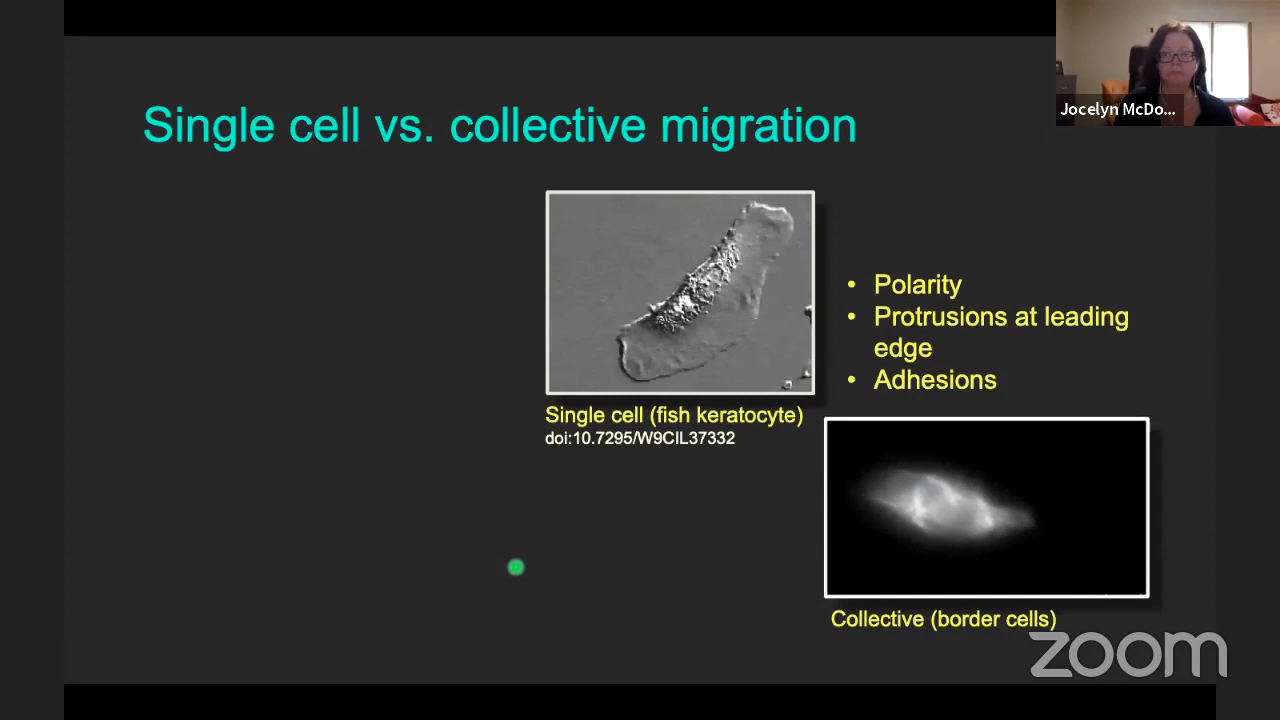 Single cell vs. collective migration
Jocelyn McDo...
• Polarity
• Protrusions at leading
edge
• Adhesions
Single cell (fish keratocyte)
doi:10.7295/W9CIL37332
Collective (border cells)
zoom